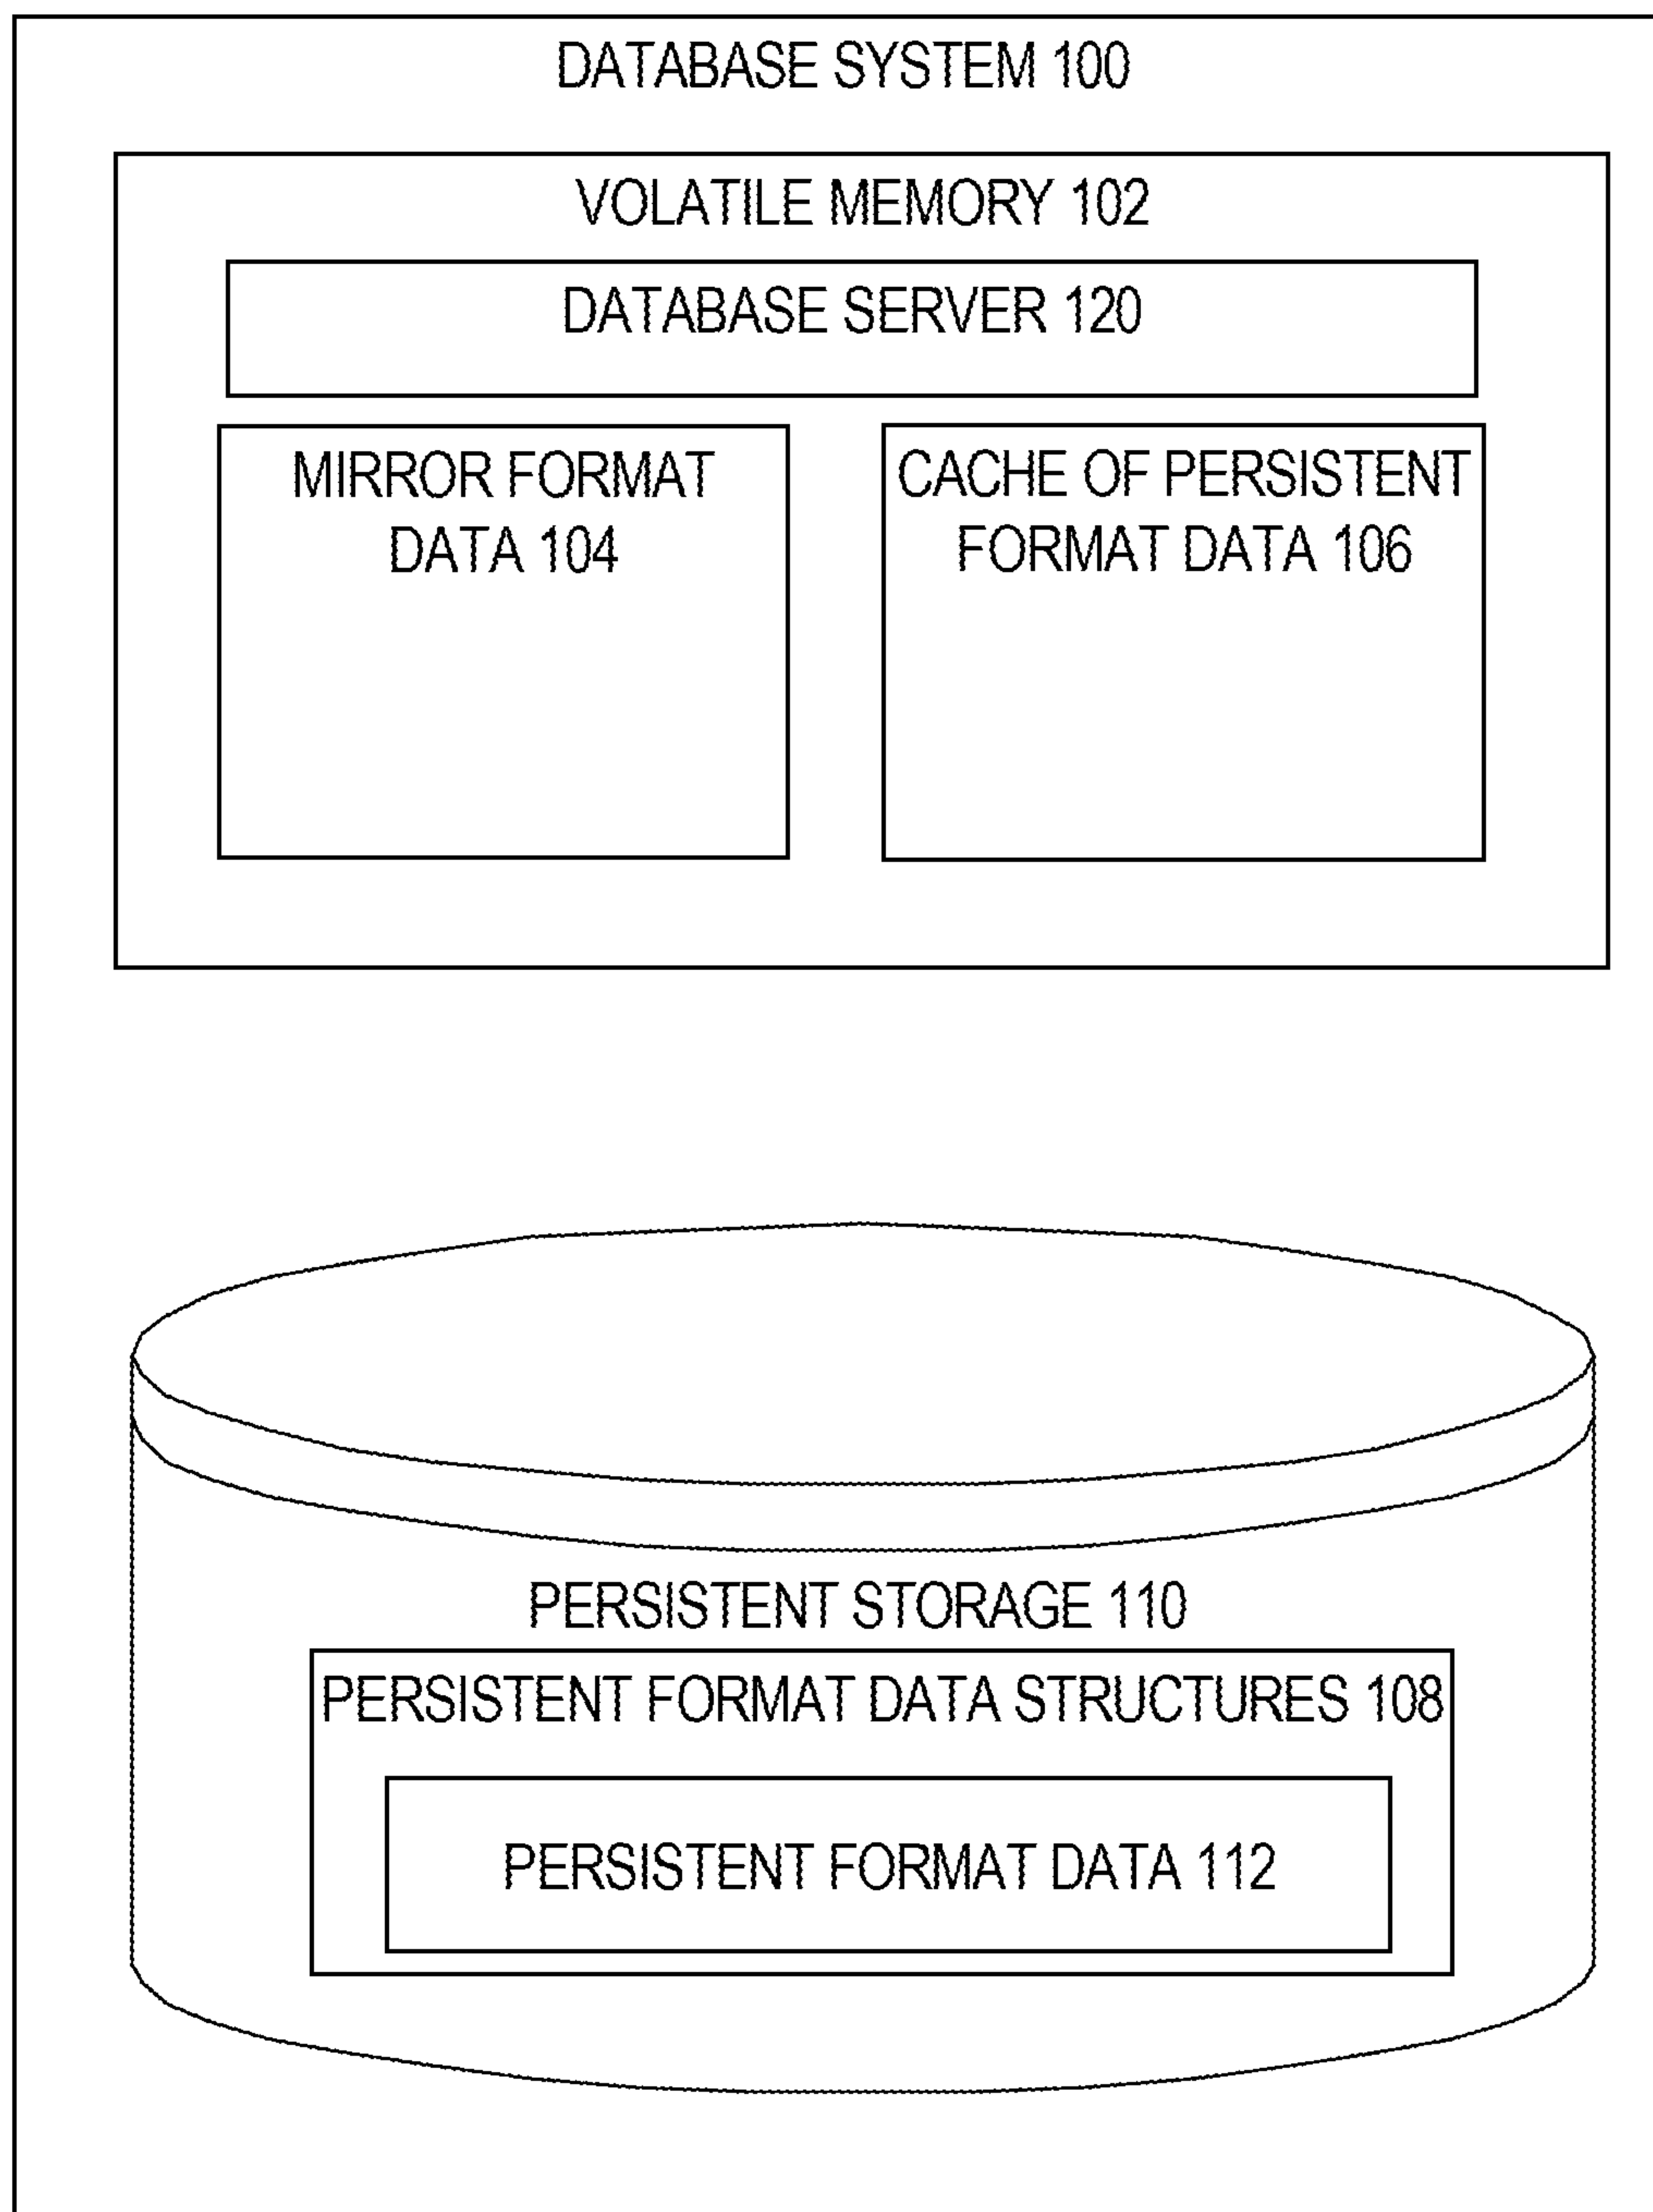 DATABASE SYSTEM 100
VOLATILE MEMORY 102
DATABASE SERVER 120
MIRROR FORMAT
DATA 104
CACHE OF PERSISTENT
FORMAT DATA 106
PERSISTENT STORAGE 110
PERSISTENT FORMAT DATA STRUCTURES 108
PERSISTENT FORMAT DATA 112